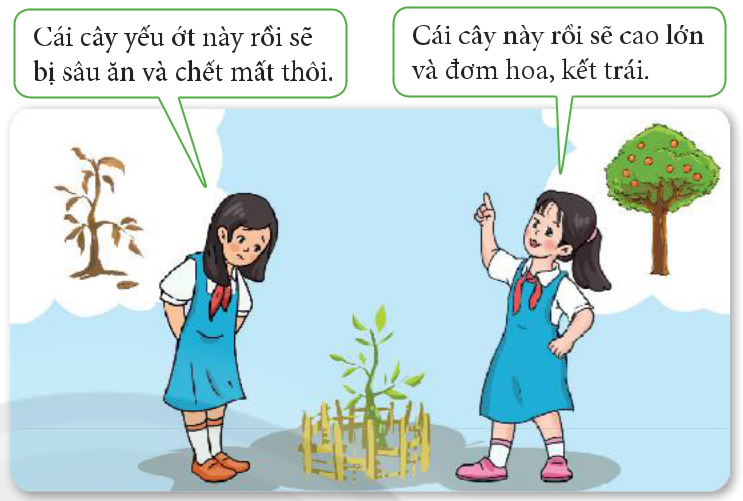 Cái cây yếu ớt này rồi sẽ
bị sâu ăn và chết mất thôi.
Cái cây này rồi sẽ cao lớn
và đơm hoa, kết trái.